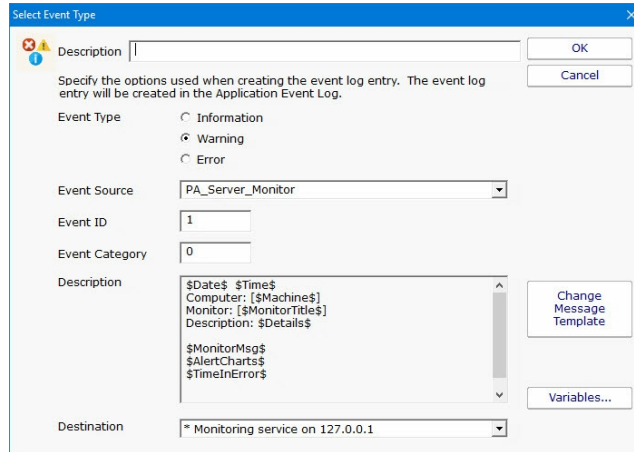 Select Event Type
Description
OK
Cancel
Specify the options used when creating the event log entry. The event log
entry will be created in the Application Event Log.
Event Type
Information
Warning
Error
Event Source
PA_Server_Monitor
Event ID
1
Event Category
0
Description
$Date$ $Time$
Computer: [$Machine$]
Monitor: [$MonitorTitle$]
Description: $Details$
$MonitorMsg$
$AlertCharts$
$TimeInError$
Change
Message
Template
Variables...
Destination
* Monitoring service on 127.0.0.1